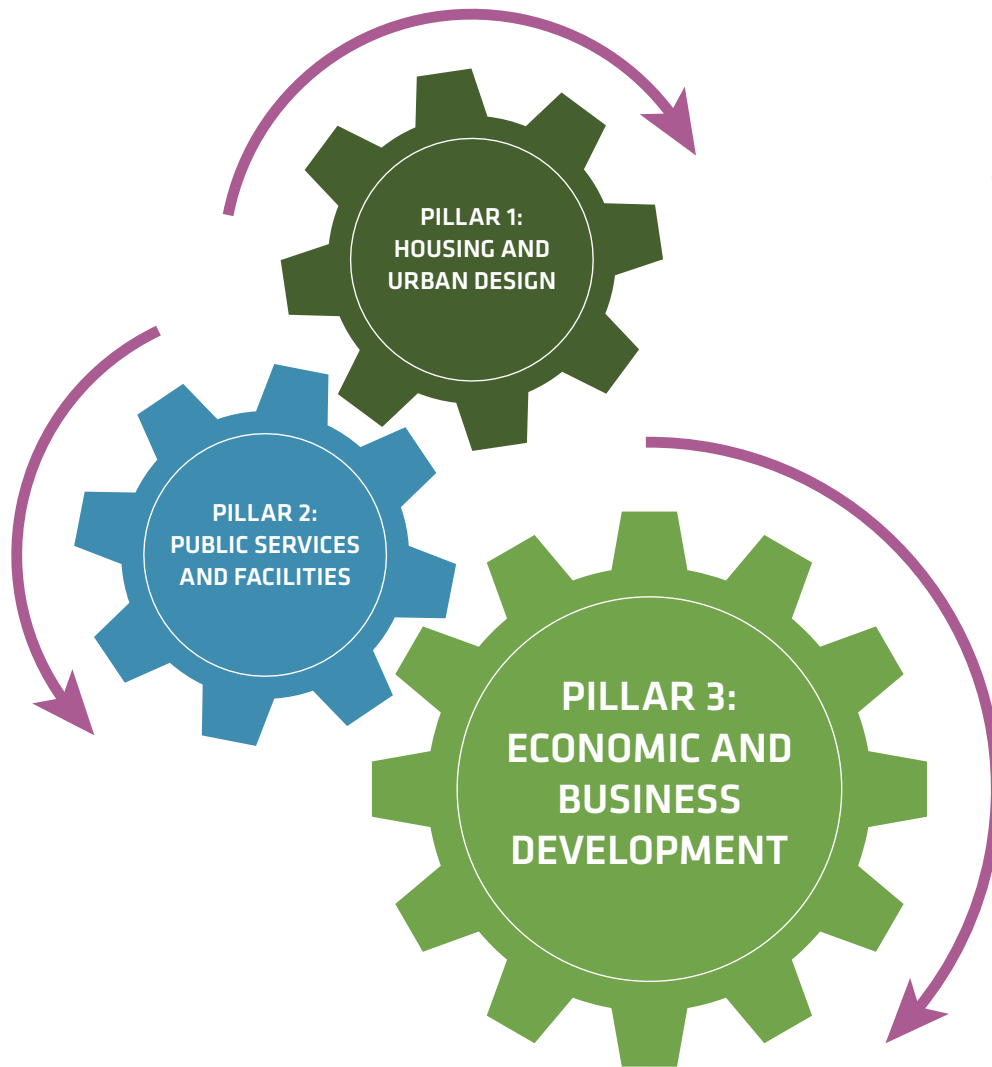 PILLAR 1:
HOUSING AND
URBAN DESIGN
PILLAR 2:
PUBLIC SERVICES
AND FACILITIES
PILLAR 3:
ECONOMIC AND
BUSINESS
DEVELOPMENT